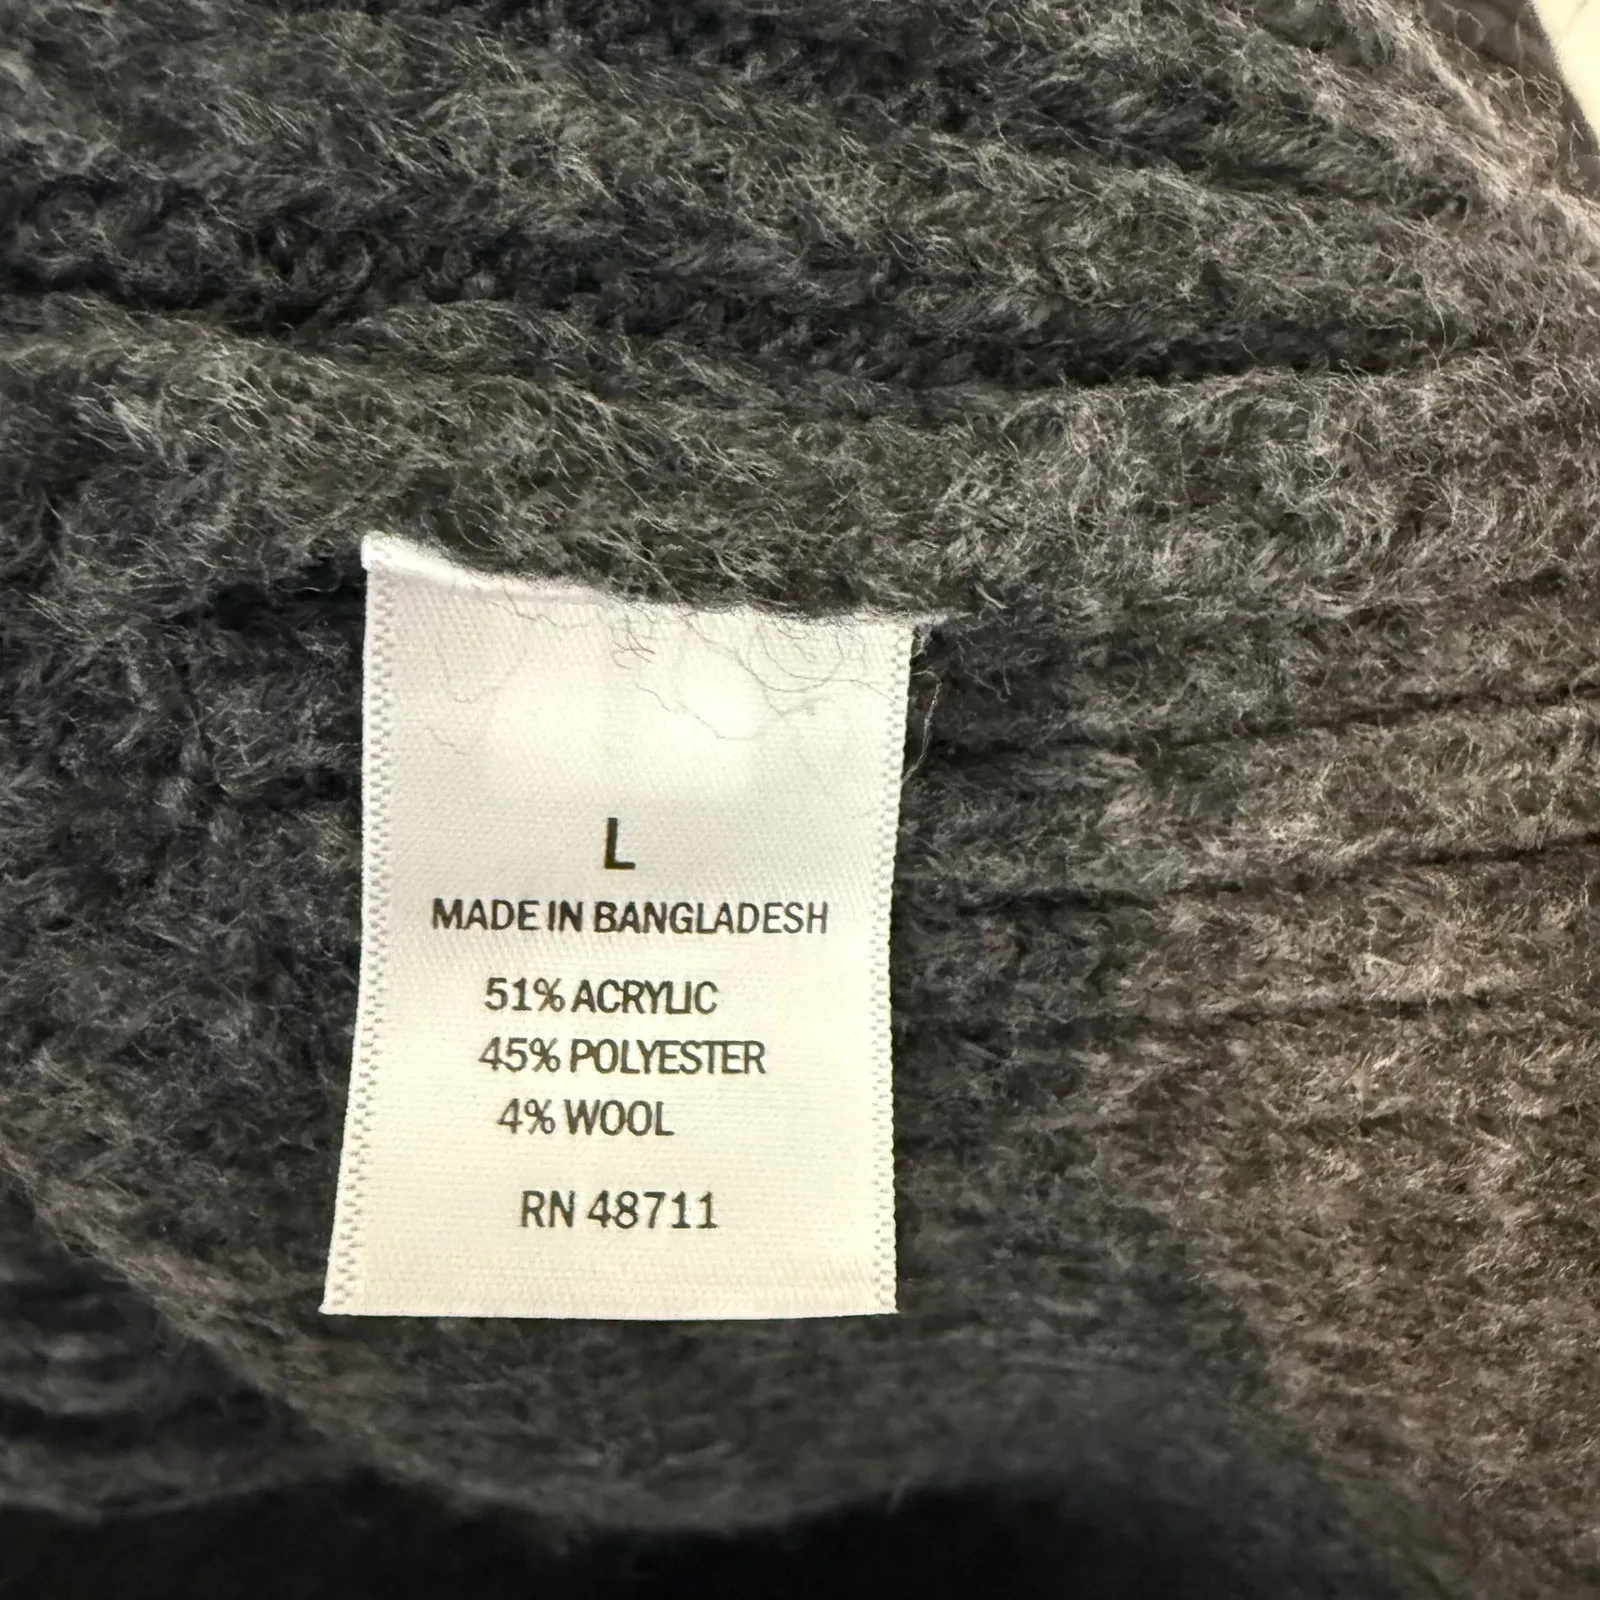 L
MADE IN BANGLADESH
51% ACRYLIC
45% POLYESTER
4% WOOL
RN 48711